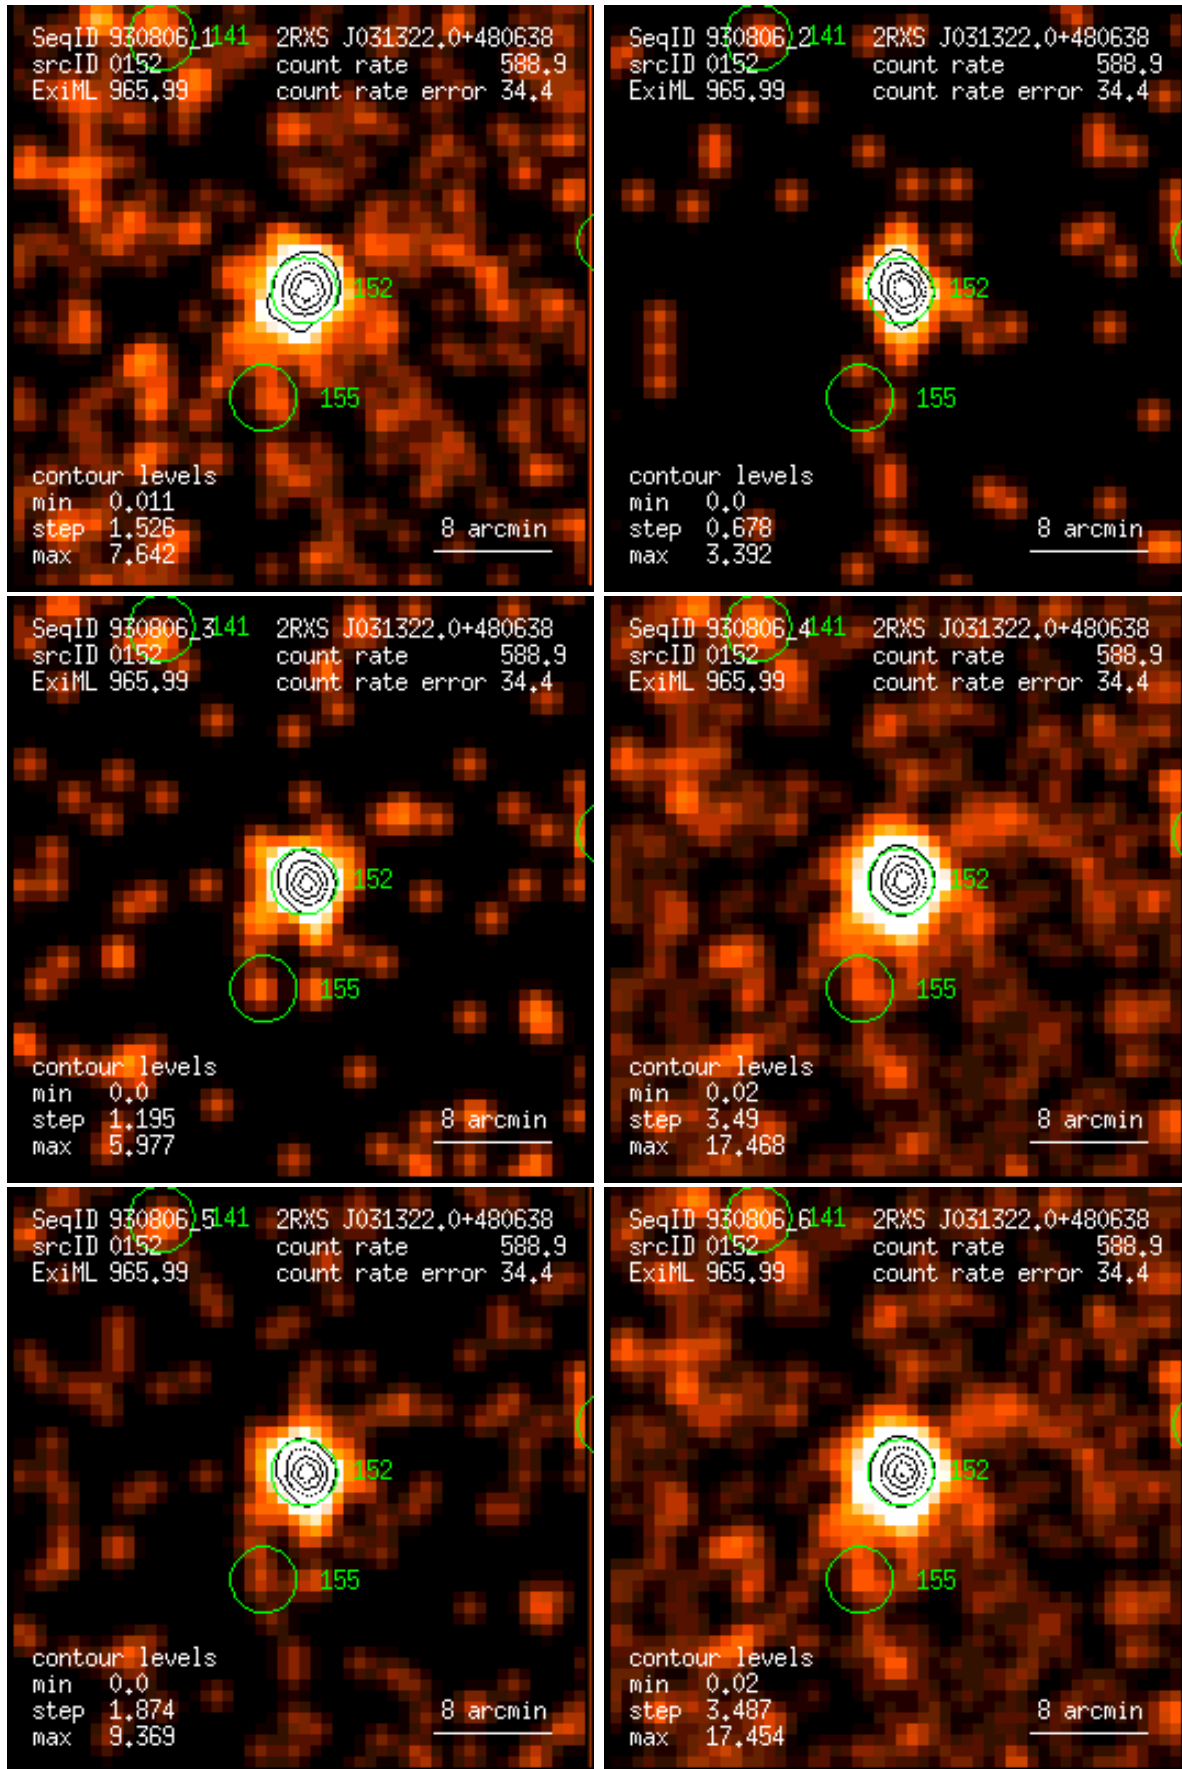 SeqID 930806_1 141 2RXS J031322.0+480638
srcID 0152 count rate 588.9
ExiML 965.99 count rate error 34.4
152
155
contour levels
min 0.011
step 1.526 8 arcmin
max 7.642
SeqID 930806_2 141 2RXS J031322.0+480638
srcID 0152 count rate 588.9
ExiML 965.99 count rate error 34.4
152
155
contour levels
min 0.0
step 0.678 8 arcmin
max 3.392
SeqID 930806_3 141 2RXS J031322.0+480638
srcID 0152 count rate 588.9
ExiML 965.99 count rate error 34.4
152
155
contour levels
min 0.0
step 1.195 8 arcmin
max 5.977
SeqID 930806_4 141 2RXS J031322.0+480638
srcID 0152 count rate 588.9
ExiML 965.99 count rate error 34.4
152
155
contour levels
min 0.02
step 3.49 8 arcmin
max 17.468
SeqID 930806_5 141 2RXS J031322.0+480638
srcID 0152 count rate 588.9
ExiML 965.99 count rate error 34.4
152
155
contour levels
min 0.0
step 1.874 8 arcmin
max 9.369
SeqID 930806_6 141 2RXS J031322.0+480638
srcID 0152 count rate 588.9
ExiML 965.99 count rate error 34.4
152
155
contour levels
min 0.02
step 3.487 8 arcmin
max 17.454